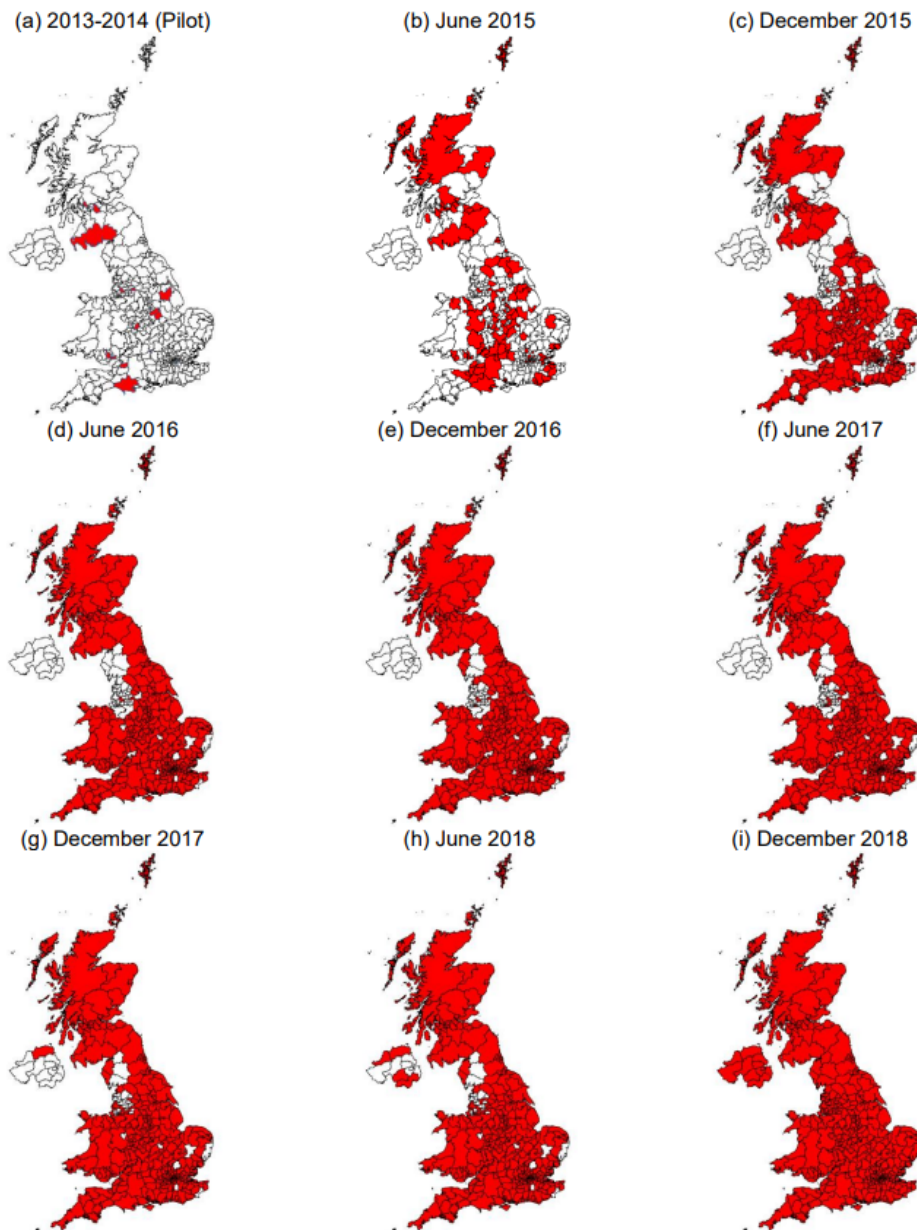 (a) 2013-2014 (Pilot)
(b) June 2015
(c) December 2015
(d) June 2016
(e) December 2016
(f) June 2017
(g) December 2017
(h) June 2018
(i) December 2018